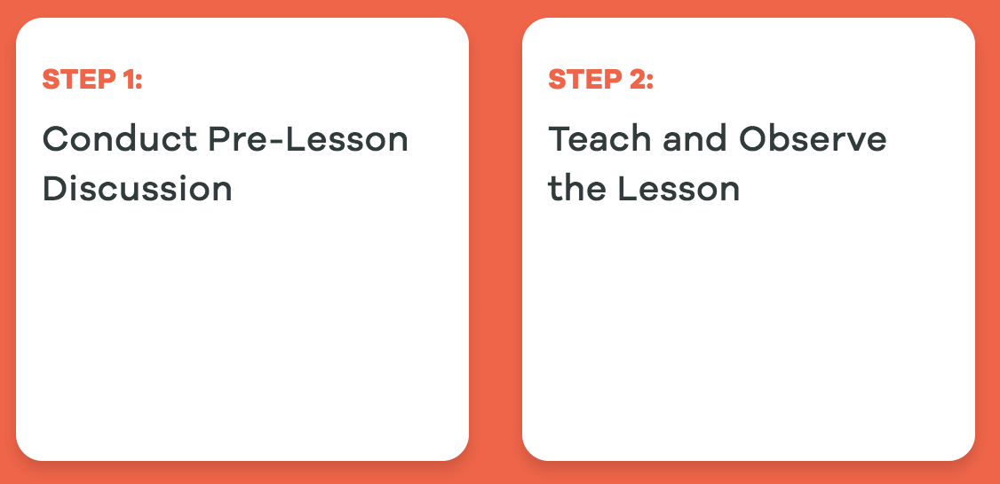 STEP 1:
Conduct Pre-Lesson
Discussion
STEP 2:
Teach and Observe
the Lesson